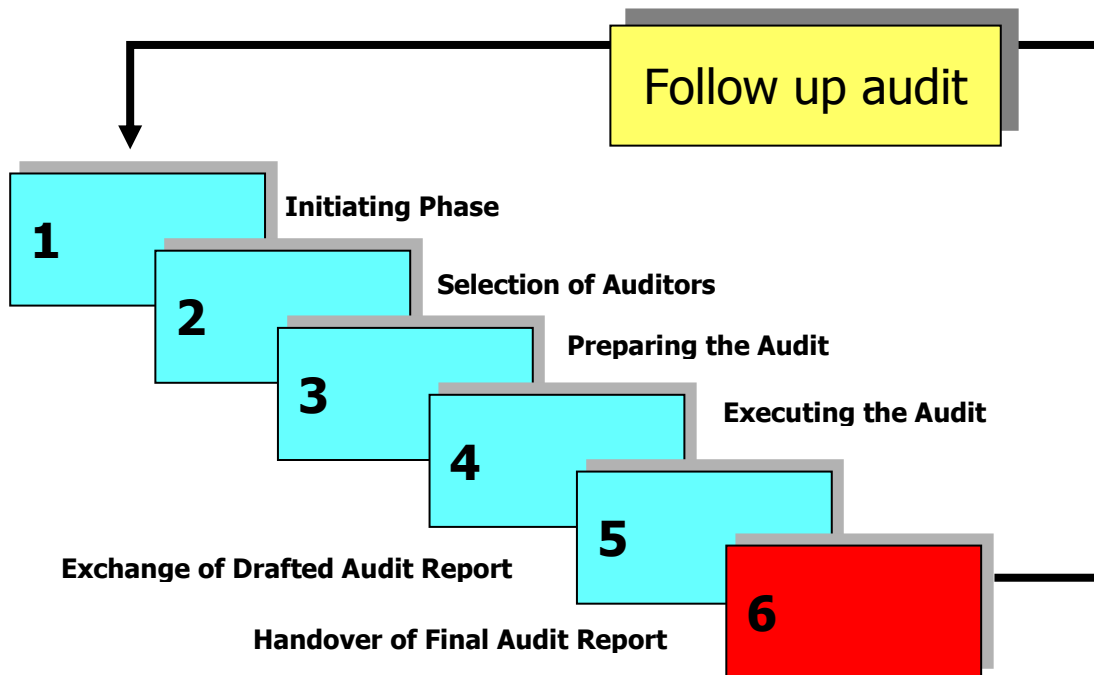 Follow up audit
1
Initiating Phase
2
Selection of Auditors
3
Preparing the Audit
4
Executing the Audit
5
Exchange of Drafted Audit Report
6
Handover of Final Audit Report